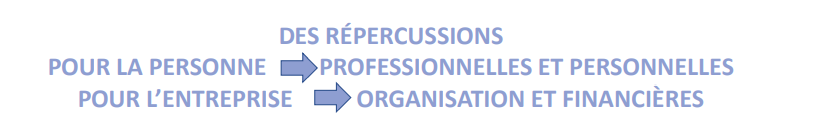 DES RÉPERCUSSIONS
POUR LA PERSONNE PROFESSIONNELLES ET PERSONNELLES
POUR L’ENTREPRISE ORGANISATION ET FINANCIÈRES